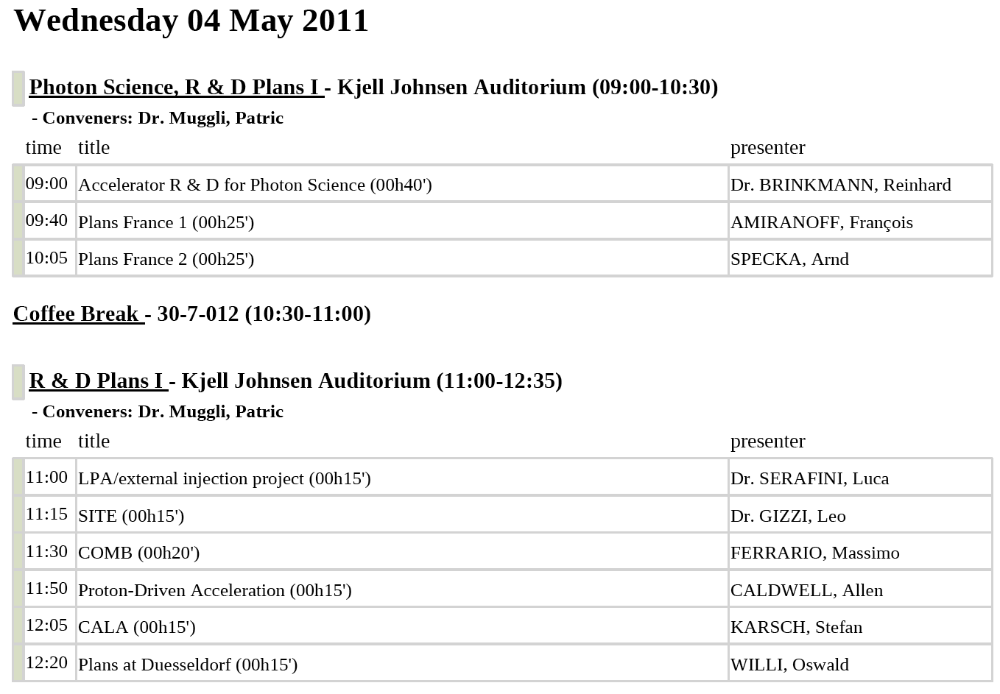 Wednesday 04 May 2011
Photon Science, R & D Plans I - Kjell Johnsen Auditorium (09:00-10:30)
- Conveners: Dr. Muggli, Patric
time title presenter
09:00 Accelerator R & D for Photon Science (00h40') Dr. BRINKMANN, Reinhard
09:40 Plans France 1 (00h25') AMIRANOFF, François
10:05 Plans France 2 (00h25') SPECKA, Arnd
Coffee Break - 30-7-012 (10:30-11:00)
R & D Plans I - Kjell Johnsen Auditorium (11:00-12:35)
- Conveners: Dr. Muggli, Patric
time title presenter
11:00 LPA/external injection project (00h15') Dr. SERAFINI, Luca
11:15 SITE (00h15') Dr. GIZZI, Leo
11:30 COMB (00h20') FERRARIO, Massimo
11:50 Proton-Driven Acceleration (00h15') CALDWELL, Allen
12:05 CALA (00h15') KARSCH, Stefan
12:20 Plans at Duesseldorf (00h15') WILLI, Oswald